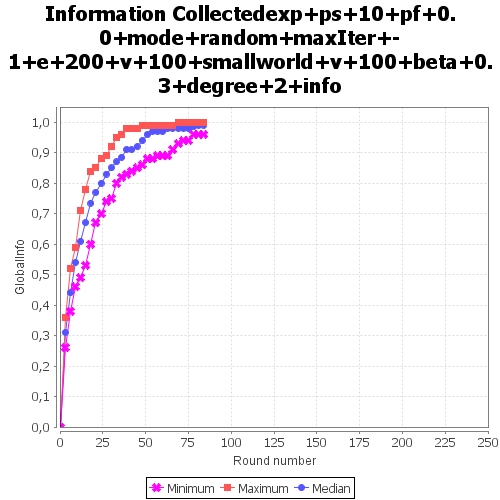 Information Collectedexp+ps+10+pf+0.
0+mode+random+maxIter+-
1+e+200+v+100+smallworld+v+100+beta+0.
3+degree+2+info
1,0
0,9
0,8
0,7
0,6
0,5
0,4
0,3
0,2
0,1
0,0
GlobalInfo
0 25 50 75 100 125 150 175 200 225 250
Round number
Minimum Maximum Median